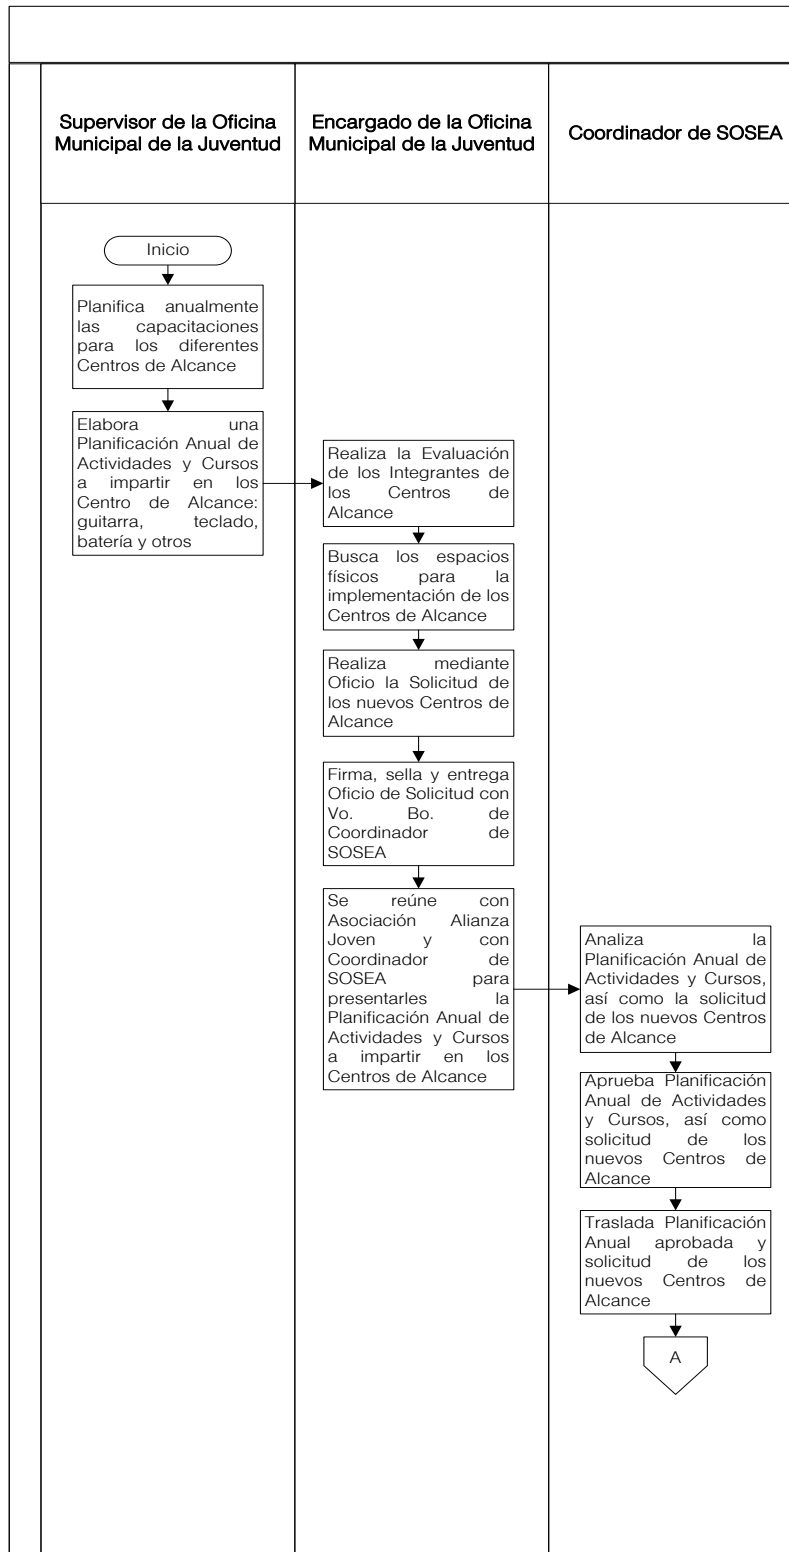 Supervisor de la Oficina
Municipal de la Juventud
Encargado de la Oficina
Municipal de la Juventud
Coordinador de SOSEA
Inicio
Planifica anualmente
las capacitaciones
para los diferentes
Centros de Alcance
Elabora una
Planificación Anual de
Actividades y Cursos
a impartir en los
Centro de Alcance:
guitarra, teclado,
batería y otros
Realiza la Evaluación
de los Integrantes de
los Centros de
Alcance
Busca los espacios
físicos para la
implementación de los
Centros de Alcance
Realiza mediante
Oficio la Solicitud de
los nuevos Centros de
Alcance
Firma, sella y entrega
Oficio de Solicitud con
Vo. Bo. de
Coordinador de
SOSEA
Se reúne con
Asociación Alianza
Joven y con
Coordinador de
SOSEA para
presentarles la
Planificación Anual de
Actividades y Cursos
a impartir en los
Centros de Alcance
Analiza la
Planificación Anual de
Actividades y Cursos,
así como la solicitud
de los nuevos Centros
de Alcance
Aprueba Planificación
Anual de Actividades
y Cursos, así como
solicitud de los
nuevos Centros de
Alcance
Traslada Planificación
Anual aprobada y
solicitud de los
nuevos Centros de
Alcance
A